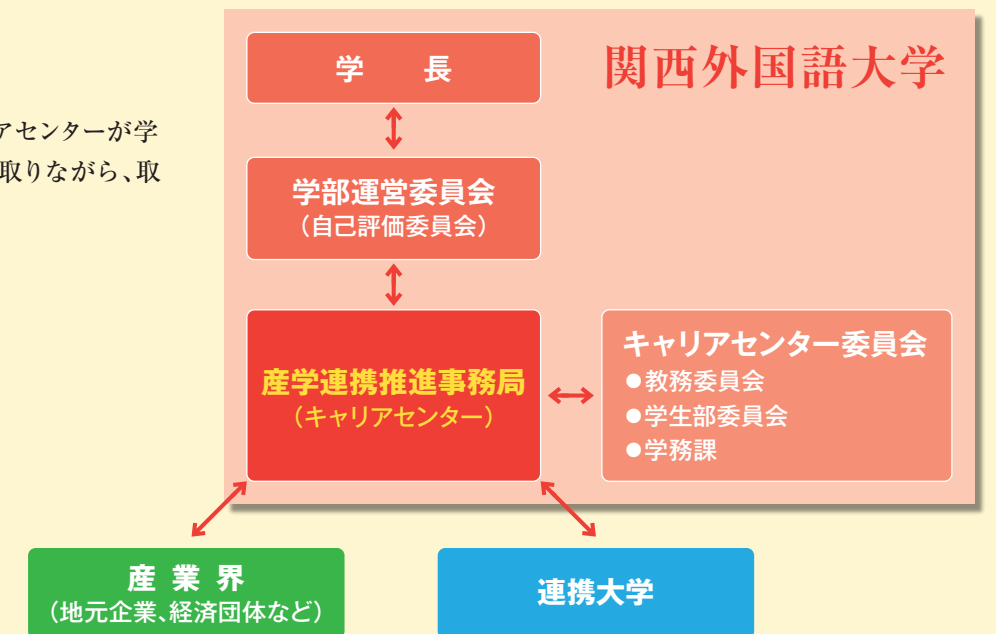 関西外国語大学
学 長
アセンターが学
取りながら、取
学部運営委員会
（自己評価委員会）
産学連携推進事務局
（キャリアセンター）
キャリアセンター委員会
●教務委員会
●学生部委員会
●学務課
産業界
（地元企業、経済団体など）
連携大学